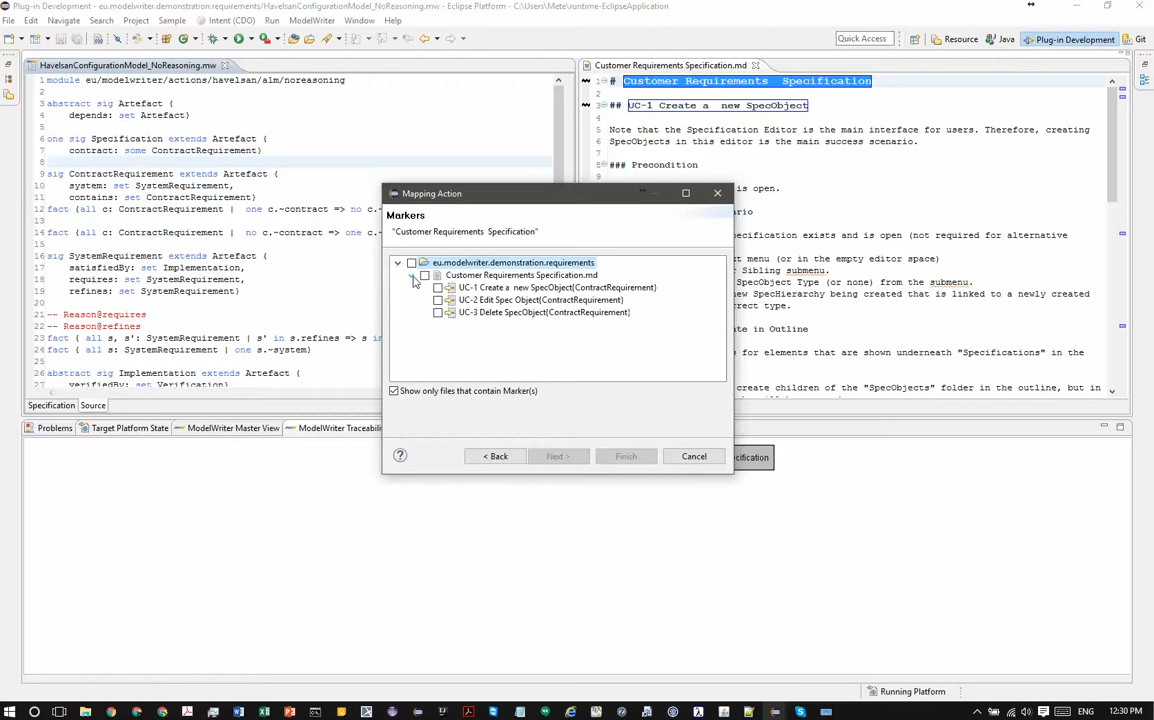 Plug-in Development - eu.modelwriter.demonstration.requirements/HavelsanConfigurationModel_NoReasoning.mw - Eclipse Platform - C:\Users\Mete\runtime-EclipseApplication
File Edit Navigate Search Project Sample Intent (CDO) Run ModelWriter Window Help
Quick Access Resource Java Plug-in Development Git
HavelsanConfigurationModel_NoReasoning.mw
1 module eu/modelwriter/actions/havelsan/alm/noreasoning
2
3 abstract sig Artefact {
4 depends: set Artefact}
5
6 one sig Specification extends Artefact {
7 contract: some ContractRequirement}
8
9 sig ContractRequirement extends Artefact {
10 system: set SystemRequirement,
11 contains: set ContractRequirement}
12 fact {all c: ContractRequirement | one c.~contract => no c.
13
14 fact {all c: ContractRequirement | no c.~contract => one c.
15
16 sig SystemRequirement extends Artefact {
17 satisfiedBy: set Implementation,
18 requires: set SystemRequirement,
19 refines: set SystemRequirement}
20
21 -- Reason@requires
22 -- Reason@refines
23 fact { all s, s': SystemRequirement | s' in s.refines => s i
24 fact { all s: SystemRequirement | one s.~system}
25
26 abstract sig Implementation extends Artefact {
27 verifiedBy: set Verification}
Specification Source
Customer Requirements Specification.md
1 # Customer Requirements Specification
2
3 ## UC-1 Create a new SpecObject
4
5 Note that the Specification Editor is the main interface for users. Therefore, creating
6 SpecObjects in this editor is the main success scenario.
7
8 ### Precondition
is open.
ario
pecification exists and is open (not required for alternative
t menu (or in the empty editor space)
r Sibling submenu.
Object Type (or none) from the submenu.
ew SpecHierarchy being created that is linked to a newly created
rect type.
ate in Outline
s for elements that are shown underneath "Specifications" in the
create children of the "SpecObjects" folder in the outline, but in
Mapping Action
Markers
"Customer Requirements Specification"
eu.modelwriter.demonstration.requirements
Customer Requirements Specification.md
UC-1 Create a new SpecObject{ContractRequirement}
UC-2 Edit Spec Object{ContractRequirement}
UC-3 Delete SpecObject{ContractRequirement}
Show only files that contain Marker(s)
? < Back Next > Finish Cancel
Problems Target Platform State ModelWriter Master View ModelWriter Traceabili
ecification
Running Platform
12:30 PM